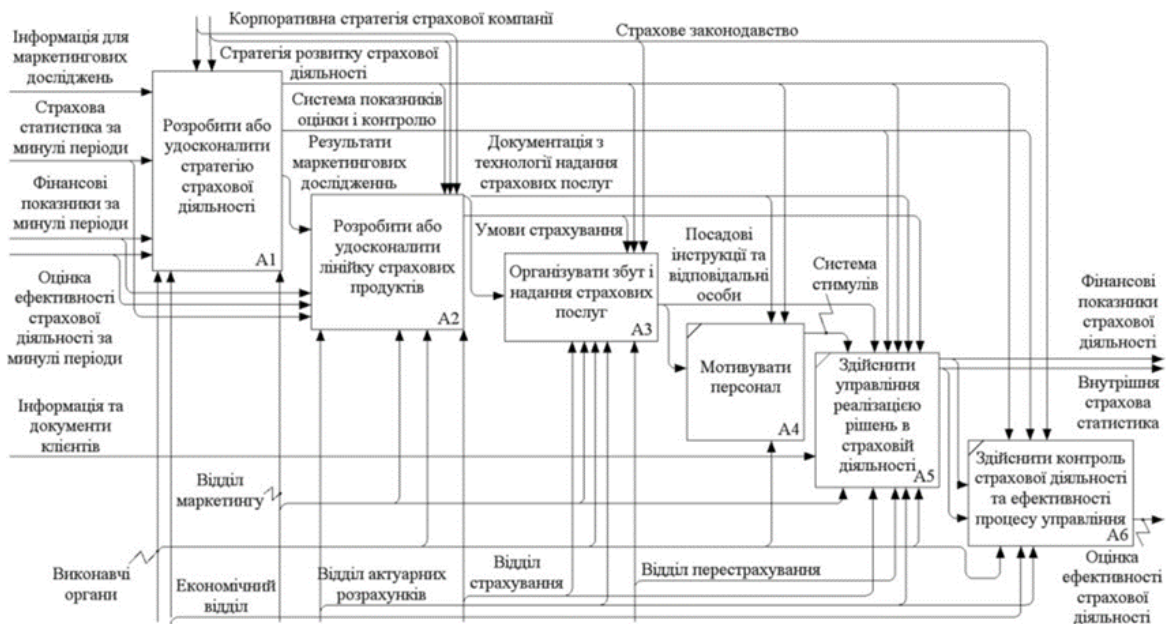 Корпоративна стратегія страхової компанії
Страхове законодавство
Інформація для
маркетингових
досліджень
Стратегія розвитку страхової
діяльності
Система показників
оцінки і контролю
Страхова
статистика за
минулі періоди
Розробити або
удосконалити
стратегію
страхової
діяльності
A1
Результати
маркетингових
дослідженнь
Документація з
технології надання
страхових послуг
Фінансові
показники за
минулі періоди
Розробити або
удосконалити
лінійку страхових
продуктів
A2
Умови страхування
Посадові
інструкції та
відповідальні
особи
Система
стимулів
Організувати збут і
надання страхових
послуг
A3
Оцінка
ефективності
страхової
діяльності за
минулі періоди
Фінансові
показники
страхової
діяльності
Мотивувати
персонал
A4
Здійснити
управління
реалізацією
рішень в
страховій
діяльності
A5
Внутрішня
страхова
статистика
Інформація та
документи
клієнтів
Здійснити контроль
страхової діяльності
та ефективності
процесу управління
A6
Відділ
маркетингу
Виконавчі
органи
Економічний
відділ
Відділ актуарних
розрахунків
Відділ
страхування
Відділ перестрахування
Оцінка
ефективності
страхової
діяльності